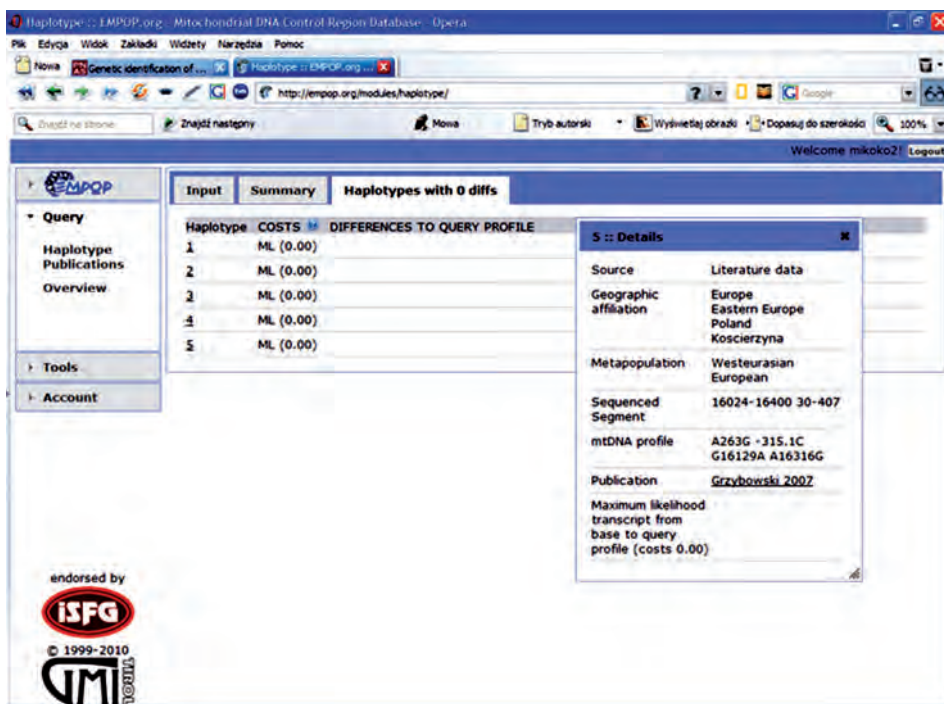 Haplotype :: EMPOP.org - Mitochondrial DNA Control Region Database - Opera
Plik Edycja Widok Zakładki Widżety Narzędzia Pomoc
Nowa Genetic identification of ... Haplotype :: EMPOP.org ...
http://empop.org/modules/haplotype/ ? Google
Znajdź na stronie Znajdź następny Mowa Tryb autorski Wyświetlaj obrazki Dopasuj do szerokości 100%
Welcome mikoko2! Logout
EMPOP
Query
Haplotype
Publications
Overview
Tools
Account
Input Summary Haplotypes with 0 diffs
Haplotype COSTS DIFFERENCES TO QUERY PROFILE
1 ML (0.00)
2 ML (0.00)
3 ML (0.00)
4 ML (0.00)
5 ML (0.00)
5 :: Details
Source Literature data
Geographic affiliation Europe
Eastern Europe
Poland
Koscierzyna
Metapopulation Westeurasian
European
Sequenced Segment 16024-16400 30-407
mtDNA profile A263G -315.1C
G16129A A16316G
Publication Grzybowski 2007
Maximum likelihood
transcript from
base to query
profile (costs 0.00)
endorsed by
iSFG
© 1999-2010
GMI
TIROL